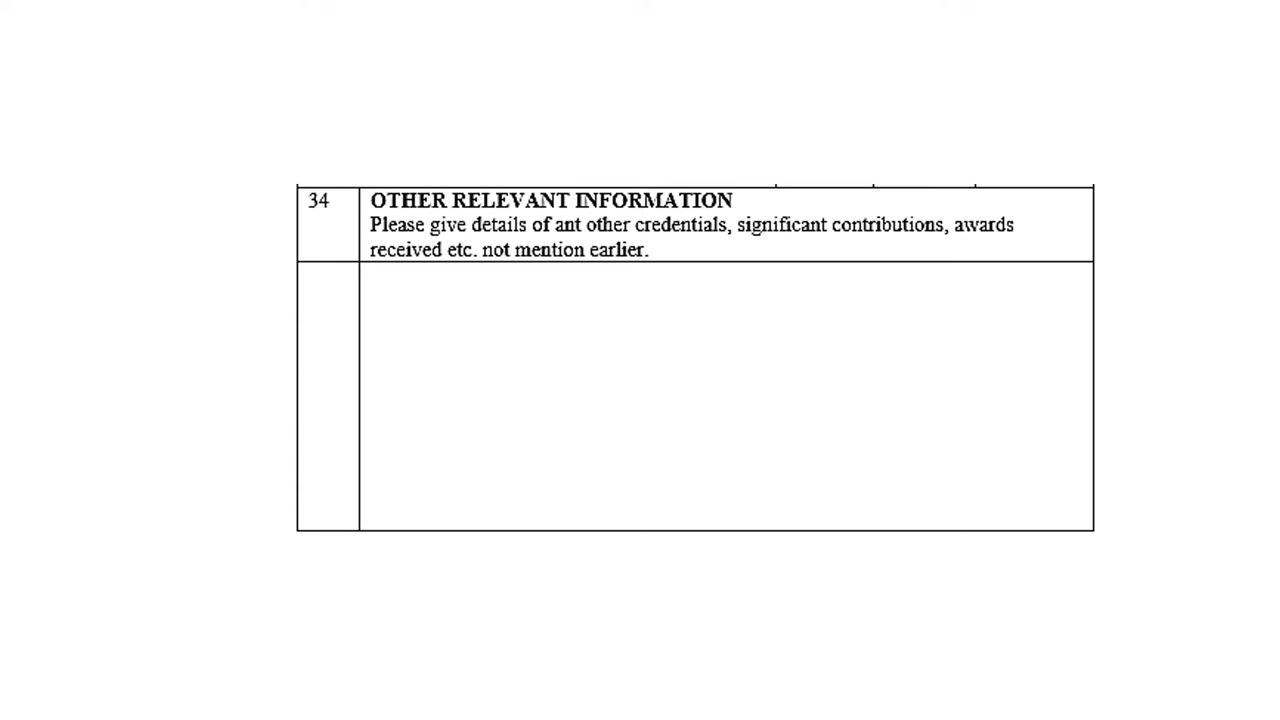 34 OTHER RELEVANT INFORMATION
Please give details of ant other credentials, significant contributions, awards
received etc. not mention earlier.